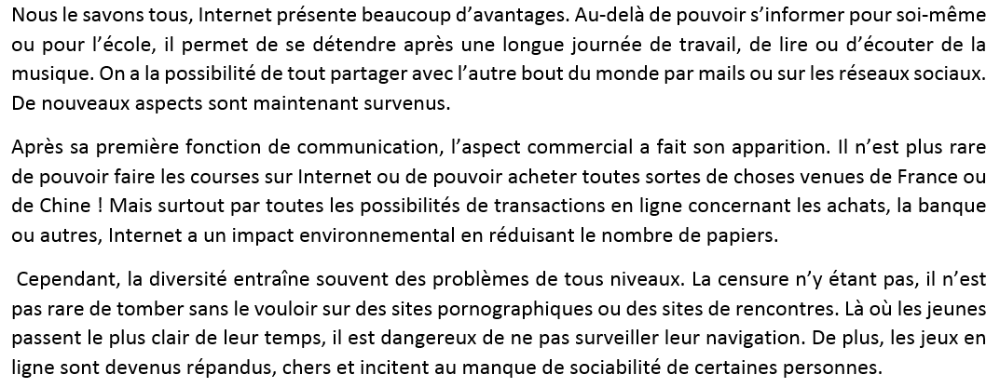 Nous le savons tous, Internet présente beaucoup d’avantages. Au-delà de pouvoir s’informer pour soi-même
ou pour l’école, il permet de se détendre après une longue journée de travail, de lire ou d’écouter de la
musique. On a la possibilité de tout partager avec l’autre bout du monde par mails ou sur les réseaux sociaux.
De nouveaux aspects sont maintenant survenus.
Après sa première fonction de communication, l’aspect commercial a fait son apparition. Il n’est plus rare
de pouvoir faire les courses sur Internet ou de pouvoir acheter toutes sortes de choses venues de France ou
de Chine ! Mais surtout par toutes les possibilités de transactions en ligne concernant les achats, la banque
ou autres, Internet a un impact environnemental en réduisant le nombre de papiers.
Cependant, la diversité entraîne souvent des problèmes de tous niveaux. La censure n’y étant pas, il n’est
pas rare de tomber sans le vouloir sur des sites pornographiques ou des sites de rencontres. Là où les jeunes
passent le plus clair de leur temps, il est dangereux de ne pas surveiller leur navigation. De plus, les jeux en
ligne sont devenus répandus, chers et incitent au manque de sociabilité de certaines personnes.